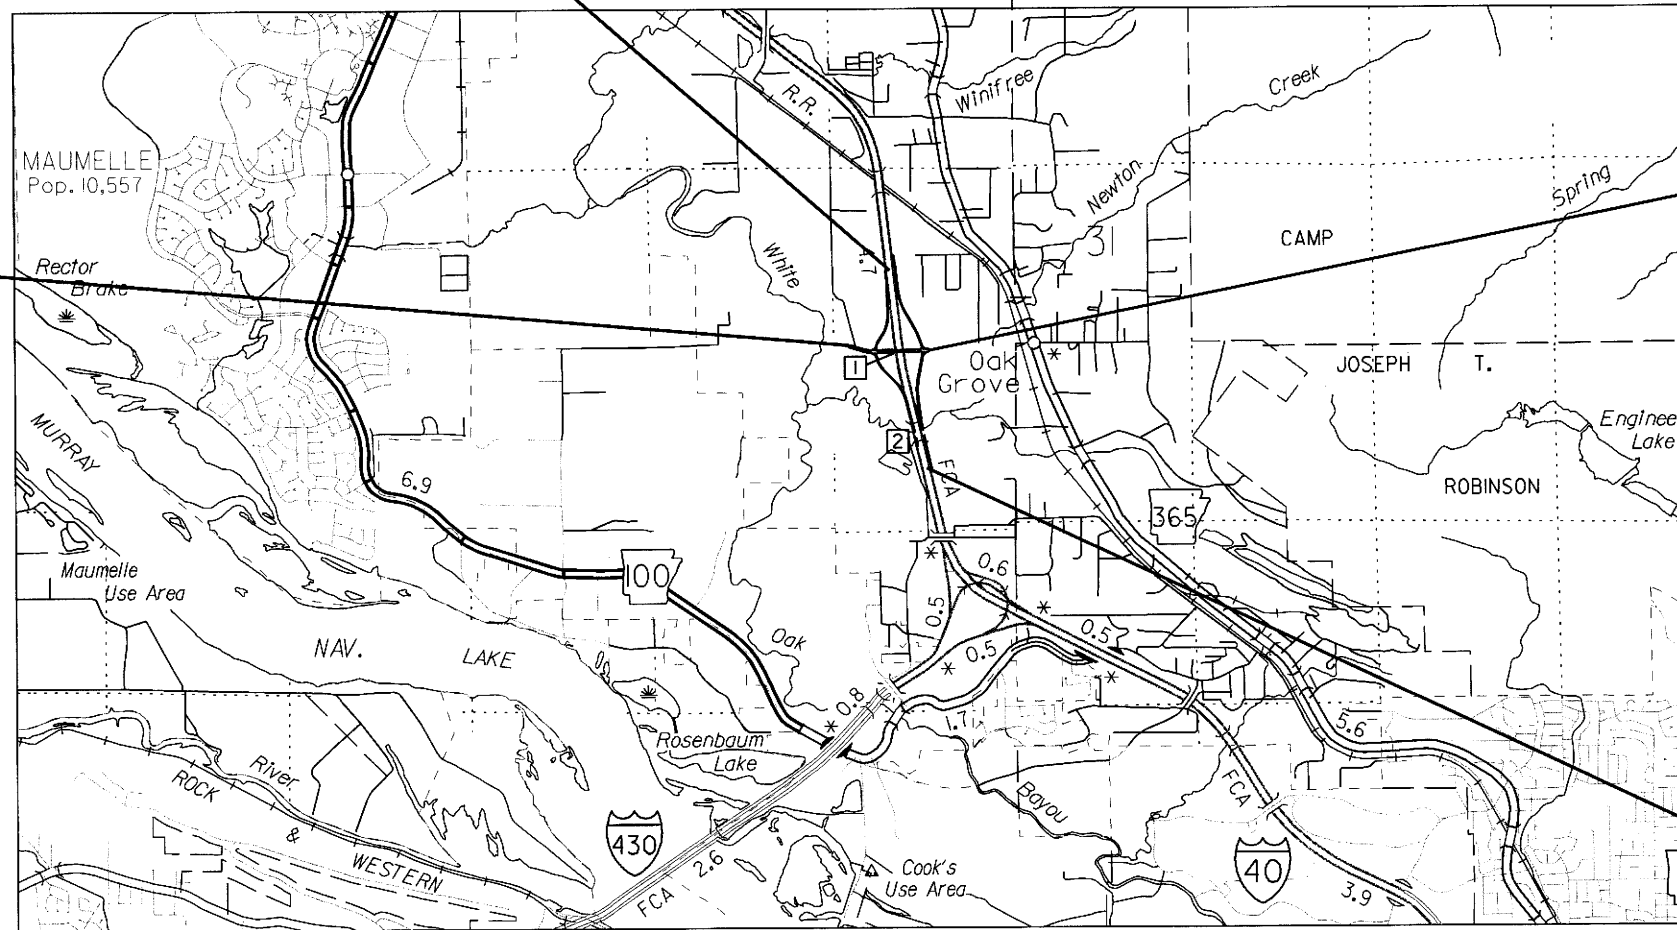 Winifree
Creek
R.R.
MAUMELLE
Pop. 10,557
Newton
Spring
31
CAMP
White
4.7
Rector
Brake
1
Oak
Grove
*
JOSEPH T.
MURRAY
2
FCA
Enginee
Lake
6.9
ROBINSON
365
*
Maumelle
Use Area
100
0.6
0.5
*
0.5
Oak
0.5
*
*
NAV. LAKE
0.8
*
1.7
5.6
Rosenbaum
Lake
River
ROCK
&
WESTERN
Bayou
FCA
430
2.6
FCA
Cook's
Use Area
40
3.9